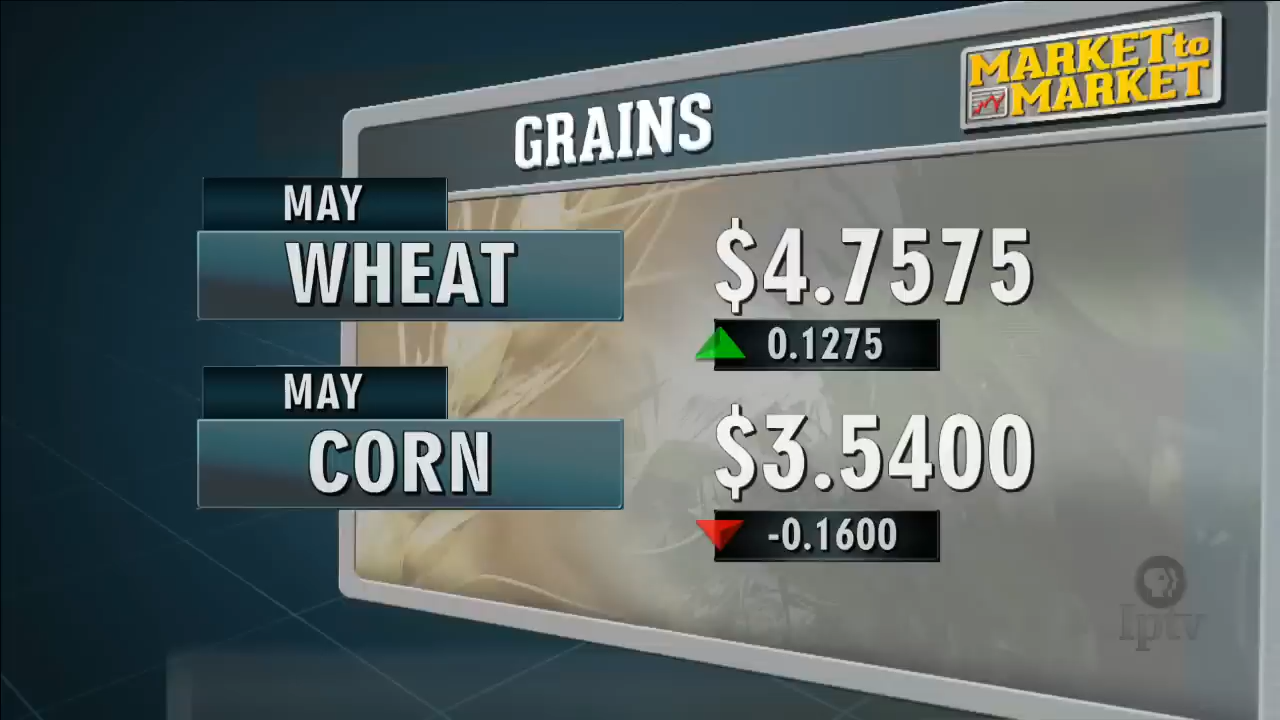 MARKET to
MARKET
GRAINS
MAY
WHEAT
$4.7575
0.1275
MAY
CORN
$3.5400
-0.1600
Iptv